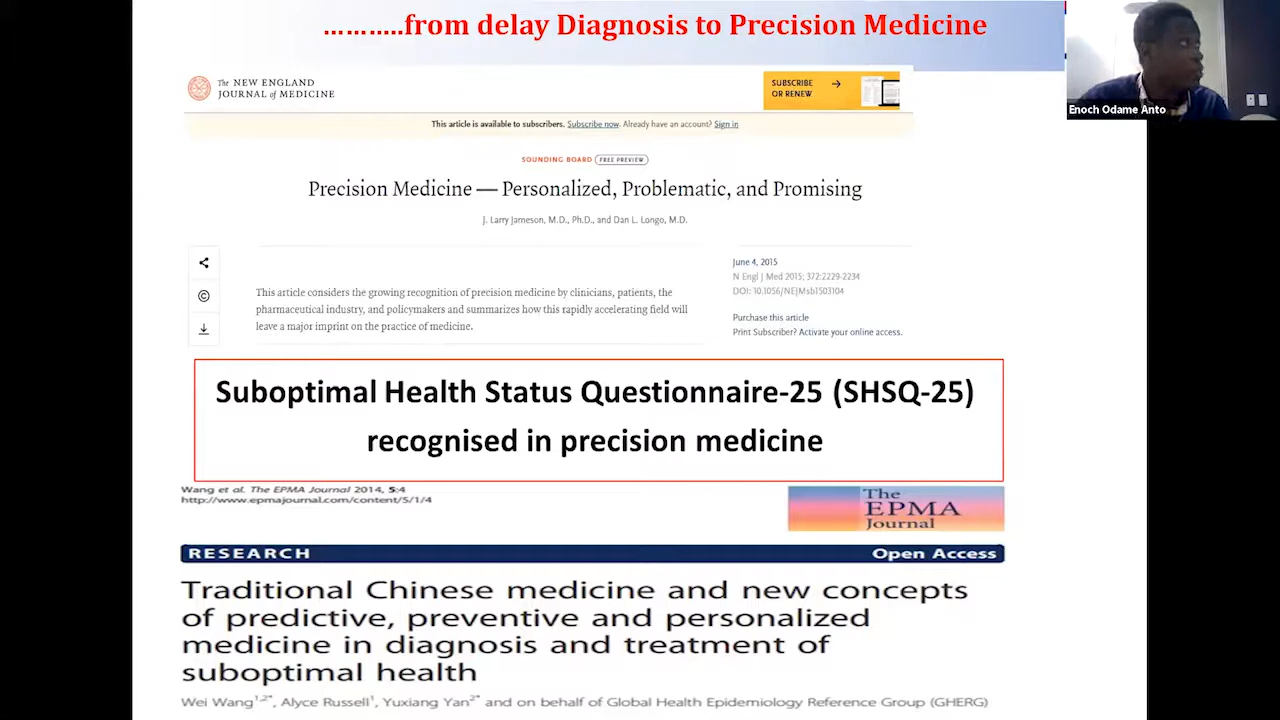 ………..from delay Diagnosis to Precision Medicine
Enoch Odame Anto
The NEW ENGLAND
JOURNAL of MEDICINE
SUBSCRIBE
OR RENEW
This article is available to subscribers. Subscribe now. Already have an account? Sign in
SOUNDING BOARD FREE PREVIEW
Precision Medicine — Personalized, Problematic, and Promising
J. Larry Jameson, M.D., Ph.D., and Dan L. Longo, M.D.
This article considers the growing recognition of precision medicine by clinicians, patients, the
pharmaceutical industry, and policymakers and summarizes how this rapidly accelerating field will
leave a major imprint on the practice of medicine.
June 4, 2015
N Engl J Med 2015; 372:2229-2234
DOI: 10.1056/NEJMsb1503104
Purchase this article
Print Subscriber? Activate your online access.
Suboptimal Health Status Questionnaire-25 (SHSQ-25)
recognised in precision medicine
Wang et al. The EPMA Journal 2014, 5:4
http://www.epmajournal.com/content/5/1/4
The
EPMA
Journal
RESEARCH
Open Access
Traditional Chinese medicine and new concepts
of predictive, preventive and personalized
medicine in diagnosis and treatment of
suboptimal health
Wei Wang1,2*, Alyce Russell1, Yuxiang Yan2* and on behalf of Global Health Epidemiology Reference Group (GHERG)